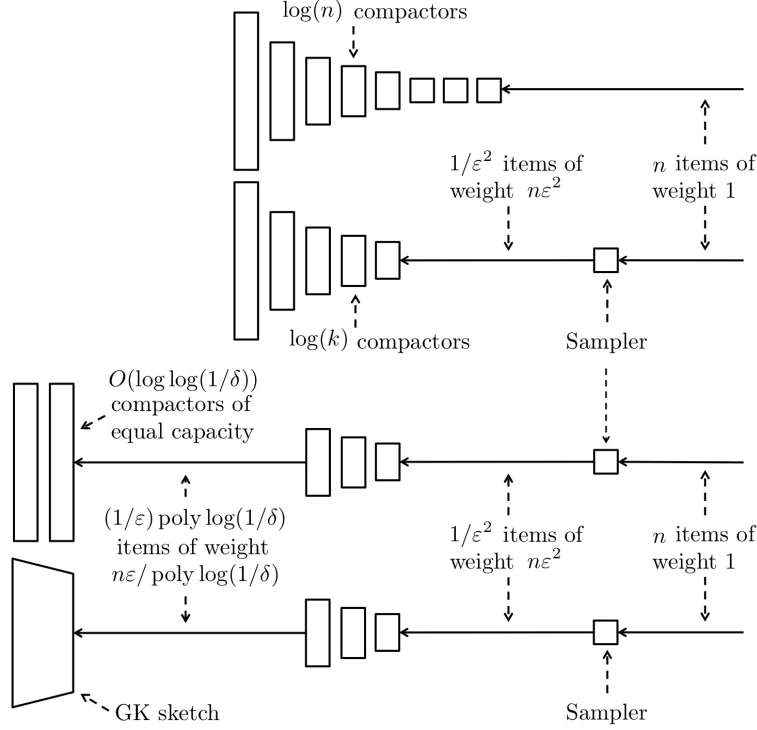 log(n) compactors
1/ε² items of
weight nε²
n items of
weight 1
log(k) compactors
Sampler
O(log log(1/δ))
compactors of
equal capacity
(1/ε) poly log(1/δ)
items of weight
nε/ poly log(1/δ)
1/ε² items of
weight nε²
n items of
weight 1
GK sketch
Sampler